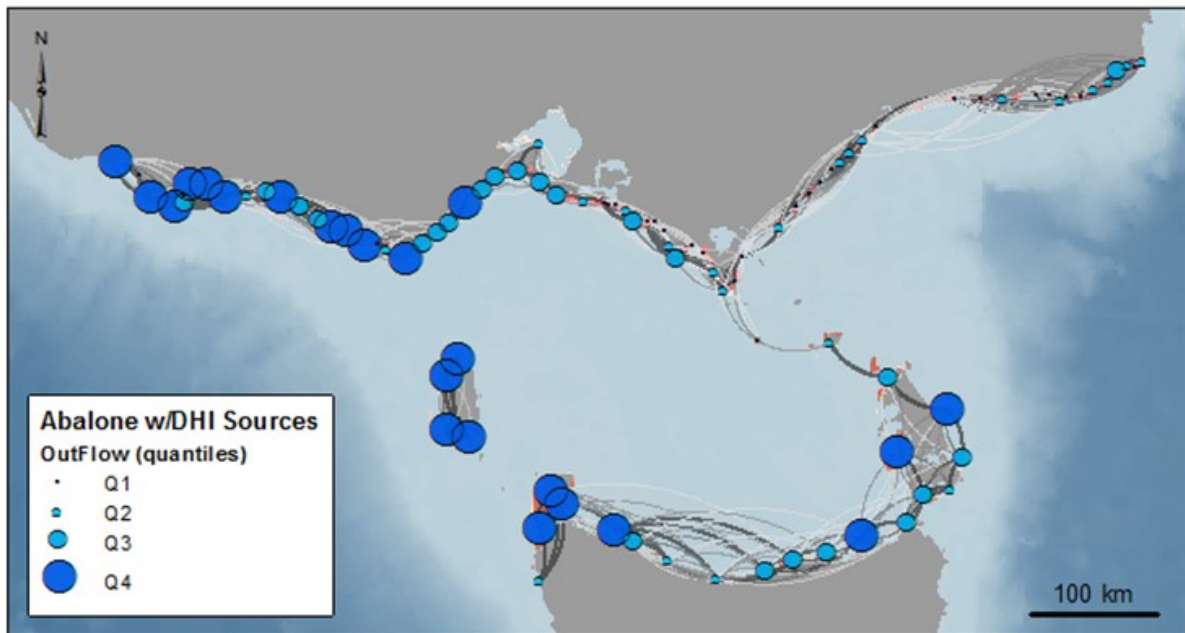 N
Abalone w/DHI Sources
OutFlow (quantiles)
Q1
Q2
Q3
Q4
100 km